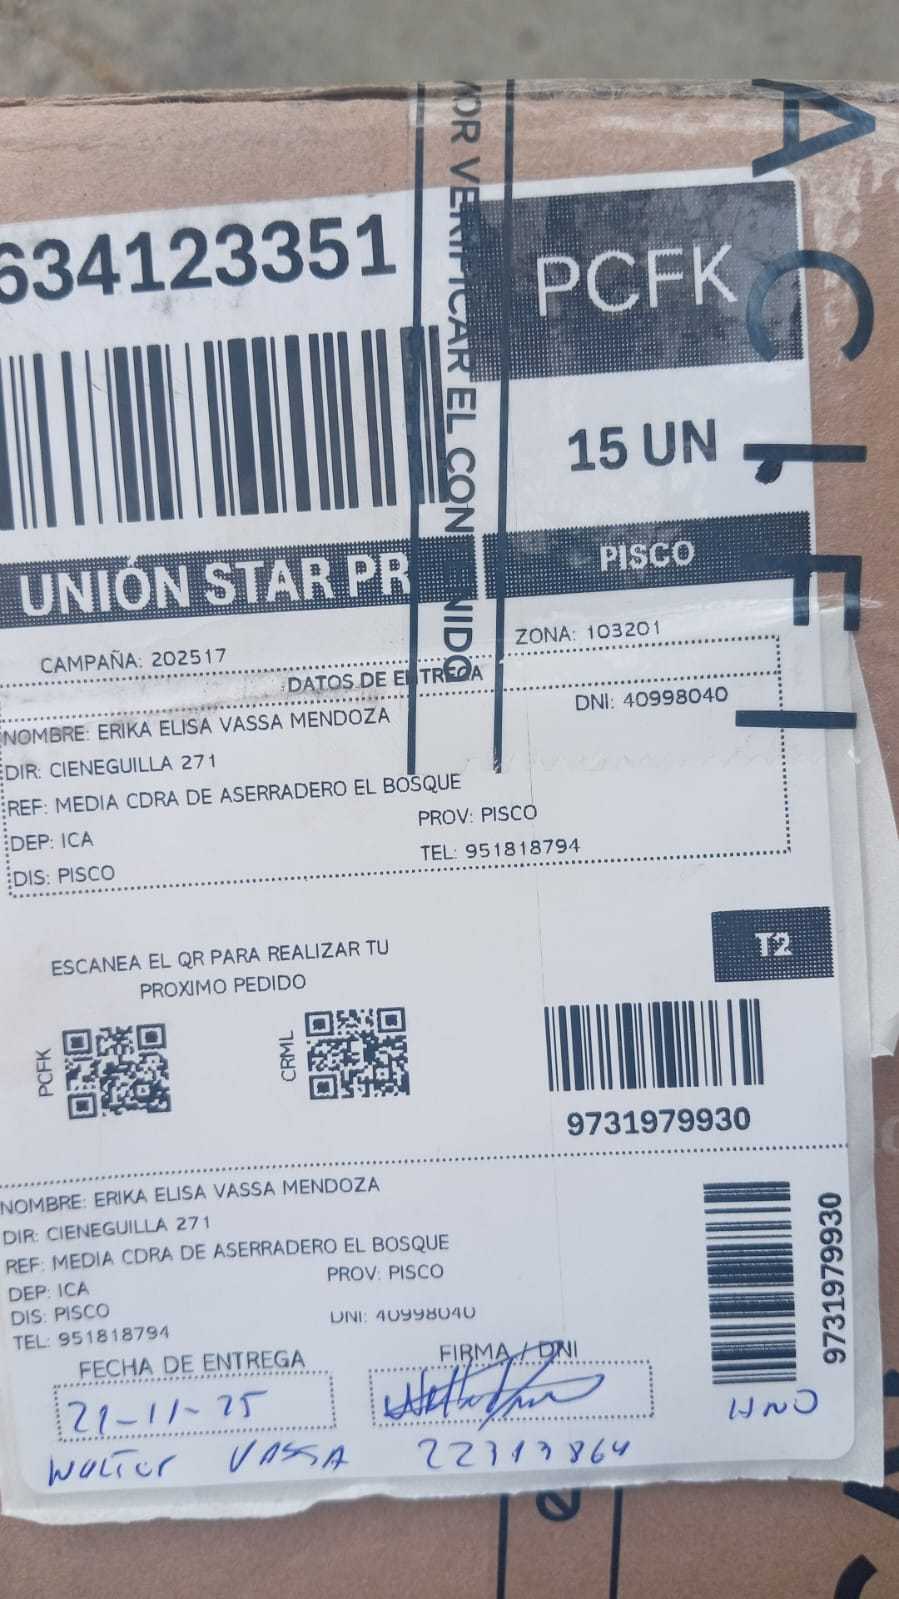 634123351
PCFK
15 UN
UNIÓN STAR PR
PISCO
CAMPAÑA: 202517
ZONA: 103201
DATOS DE ENTREGA
NOMBRE: ERIKA ELISA VASSA MENDOZA
DNI: 40998040
DIR: CIENEGUILLA 271
REF: MEDIA CDRA DE ASERRADERO EL BOSQUE
DEP: ICA
PROV: PISCO
DIS: PISCO
TEL: 951818794
VERIFICAR EL CONTENIDO
ESCANEA EL QR PARA REALIZAR TU
PROXIMO PEDIDO
T2
PCFK
CRML
9731979930
NOMBRE: ERIKA ELISA VASSA MENDOZA
DIR: CIENEGUILLA 271
REF: MEDIA CDRA DE ASERRADERO EL BOSQUE
DEP: ICA
PROV: PISCO
DIS: PISCO
DNI: 40998040
TEL: 951818794
9731979930
FECHA DE ENTREGA
FIRMA / DNI
21-11-25
WALTER VASSA